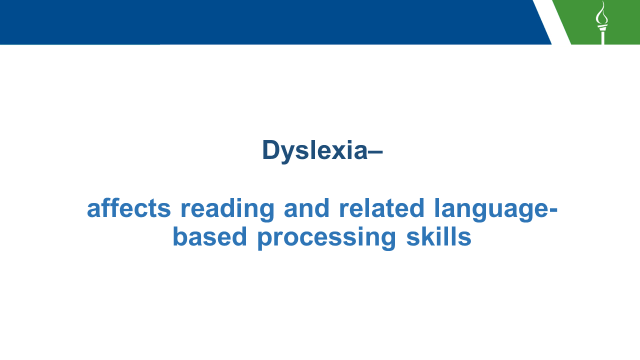 Dyslexia–
affects reading and related language-
based processing skills